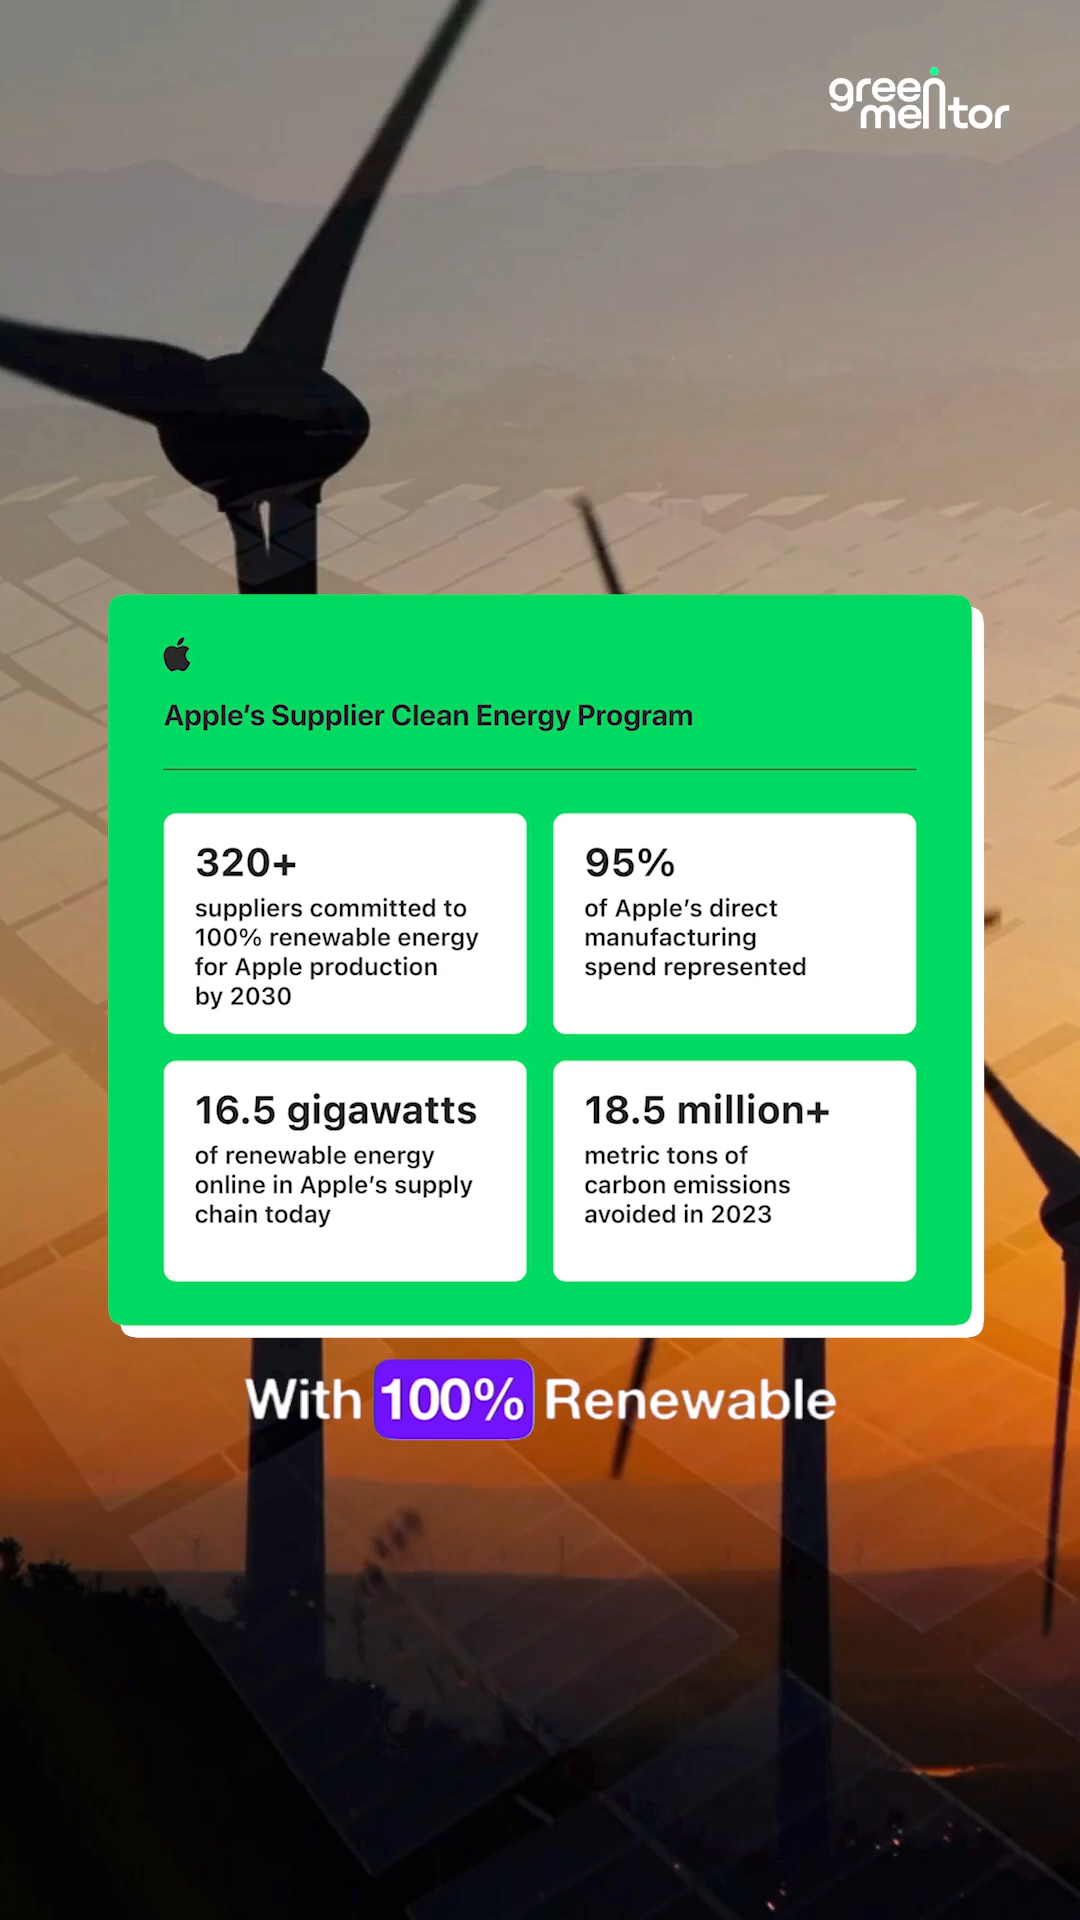 green
mentor
Apple's Supplier Clean Energy Program
320+
suppliers committed to
100% renewable energy
for Apple production
by 2030
95%
of Apple's direct
manufacturing
spend represented
16.5 gigawatts
of renewable energy
online in Apple's supply
chain today
18.5 million+
metric tons of
carbon emissions
avoided in 2023
With 100% Renewable